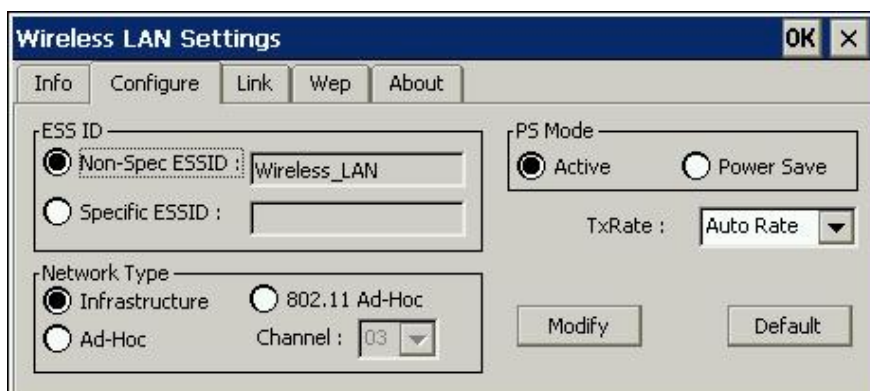 Wireless LAN Settings OK ×
Info Configure Link Wep About
ESS ID
Non-Spec ESSID : Wireless_LAN
Specific ESSID :
Network Type
Infrastructure 802.11 Ad-Hoc
Ad-Hoc Channel : 03
PS Mode
Active Power Save
TxRate : Auto Rate
Modify Default